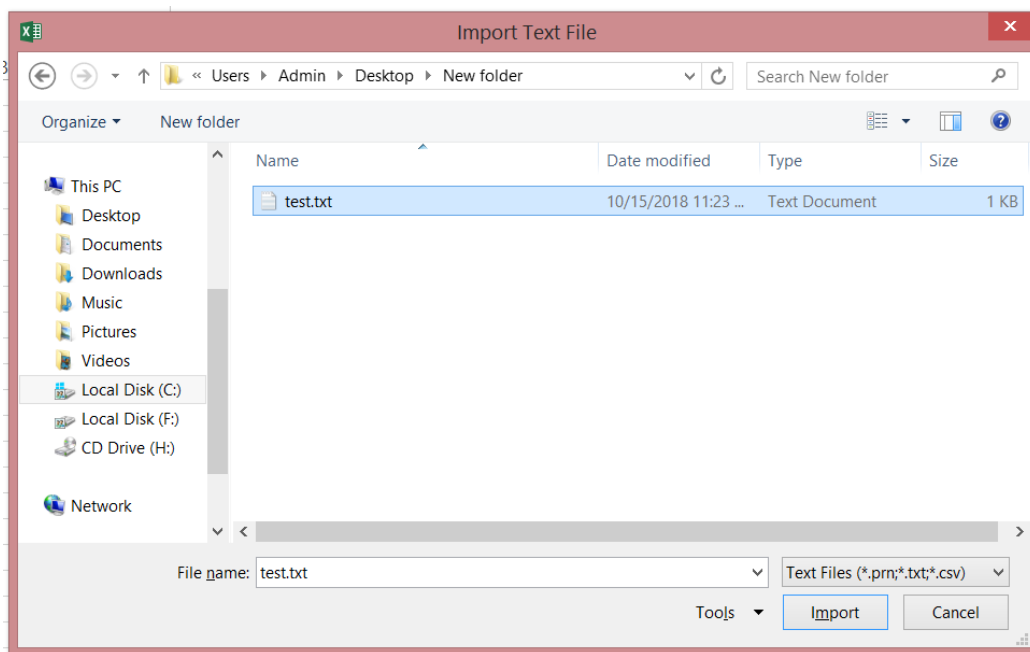 Import Text File
« Users Admin Desktop New folder
Search New folder
Organize
New folder
Name
Date modified
Type
Size
This PC
Desktop
Documents
Downloads
Music
Pictures
Videos
Local Disk (C:)
Local Disk (F:)
CD Drive (H:)
Network
test.txt
10/15/2018 11:23 ...
Text Document
1 KB
File name:
test.txt
Text Files (*.prn;*.txt;*.csv)
Tools
Import
Cancel